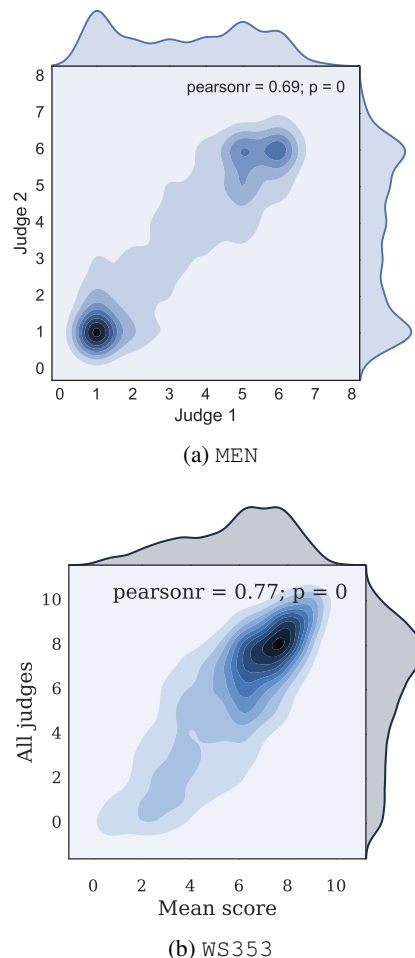 pearsonr = 0.69; p = 0
8
7
6
5
4
3
2
1
0
Judge 2
0 1 2 3 4 5 6 7 8
Judge 1
(a) MEN
pearsonr = 0.77; p = 0
10
8
6
4
2
0
All judges
0 2 4 6 8 10
Mean score
(b) WS353